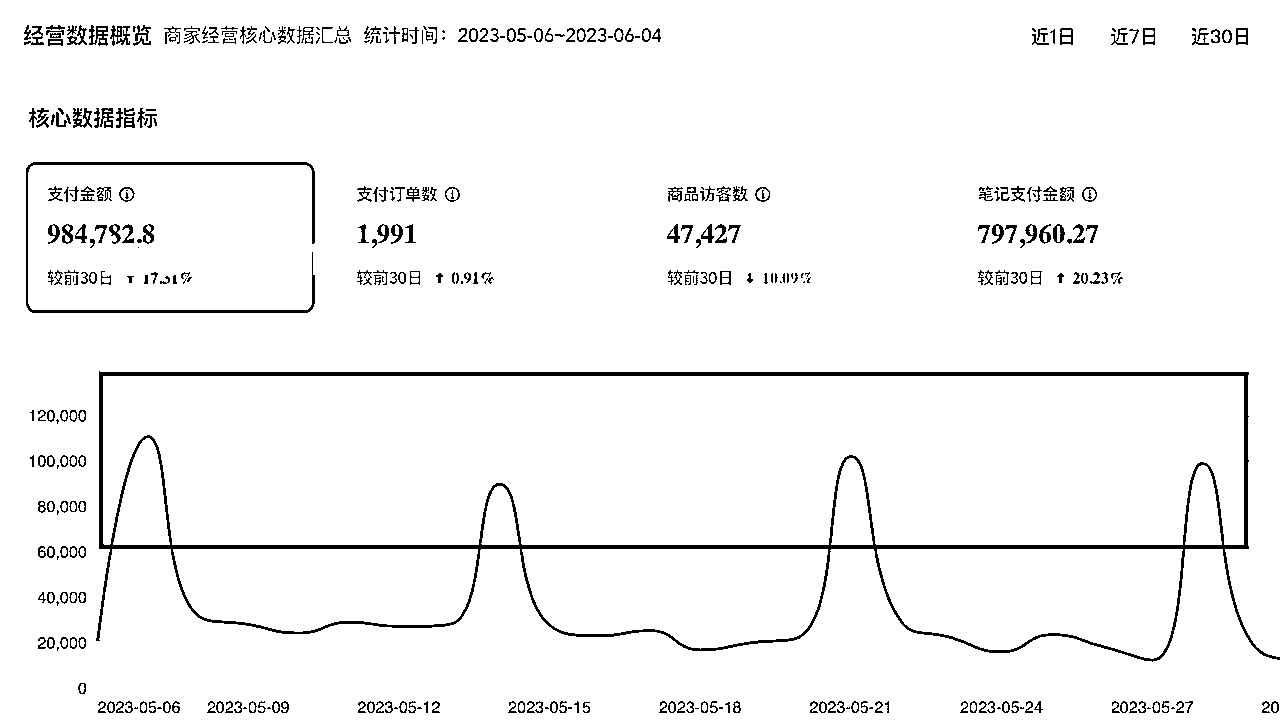 经营数据概览 商家经营核心数据汇总 统计时间：2023-05-06~2023-06-04 近1日 近7日 近30日
核心数据指标
支付金额 支付订单数 商品访客数 笔记支付金额
984,782.8 1,991 47,427 797,960.27
较前30日 17.51% 较前30日 ↑ 0.91% 较前30日 ↓ 10.09% 较前30日 ↑ 20.23%
120,000
100,000
80,000
60,000
40,000
20,000
0
2023-05-06 2023-05-09 2023-05-12 2023-05-15 2023-05-18 2023-05-21 2023-05-24 2023-05-27 20